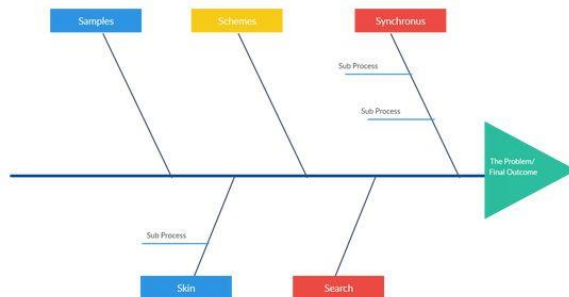 Samples
Schemes
Synchronus
Sub Process
Sub Process
The Problem/
Final Outcome
Sub Process
Skin
Search